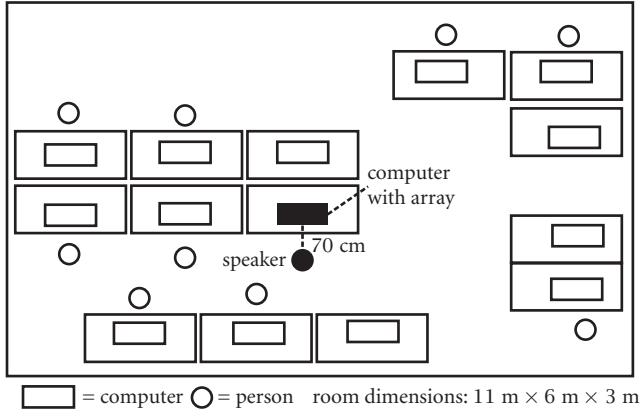 computer
with array
70 cm
speaker
= computer = person room dimensions: 11 m × 6 m × 3 m